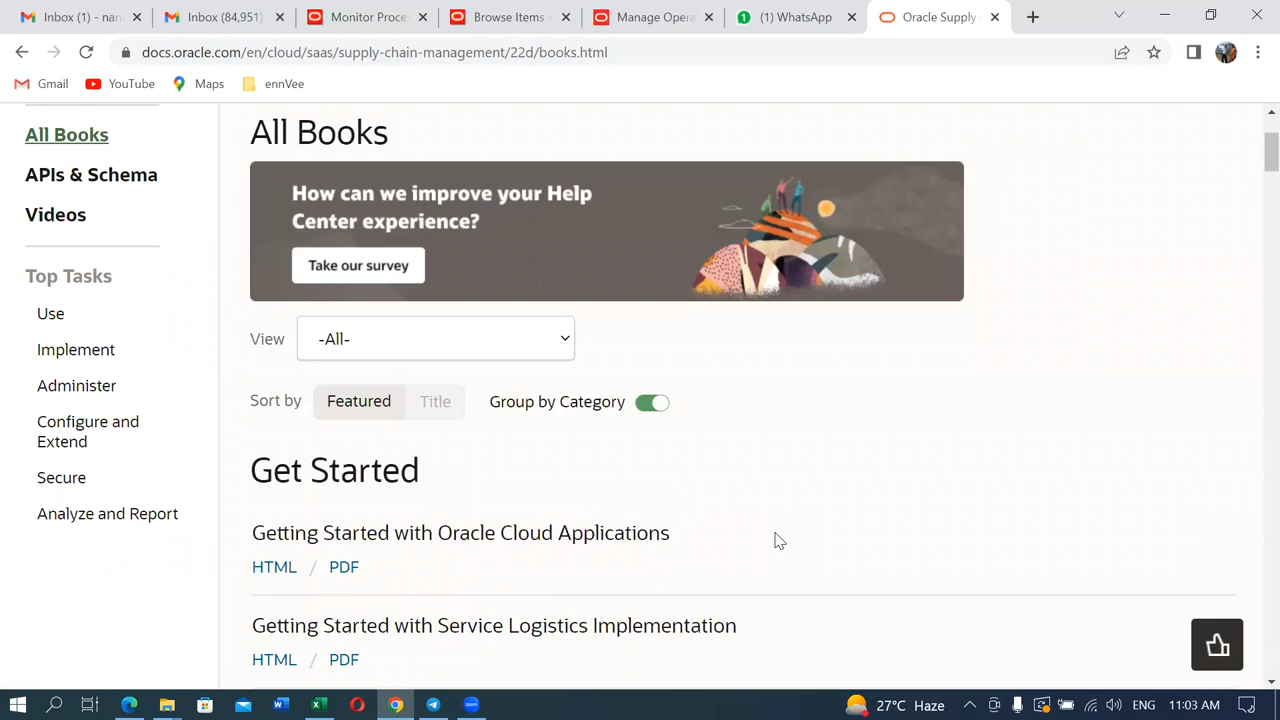 Inbox (1) - nan
Inbox (84,951)
Monitor Proce
Browse Items -
Manage Opera
(1) WhatsApp
Oracle Supply
docs.oracle.com/en/cloud/saas/supply-chain-management/22d/books.html
Gmail
YouTube
Maps
ennVee
All Books
APIs & Schema
Videos
Top Tasks
Use
Implement
Administer
Configure and
Extend
Secure
Analyze and Report
All Books
How can we improve your Help
Center experience?
Take our survey
View
-All-
Sort by
Featured
Title
Group by Category
Get Started
Getting Started with Oracle Cloud Applications
HTML / PDF
Getting Started with Service Logistics Implementation
HTML / PDF
27°C Haze
ENG
11:03 AM